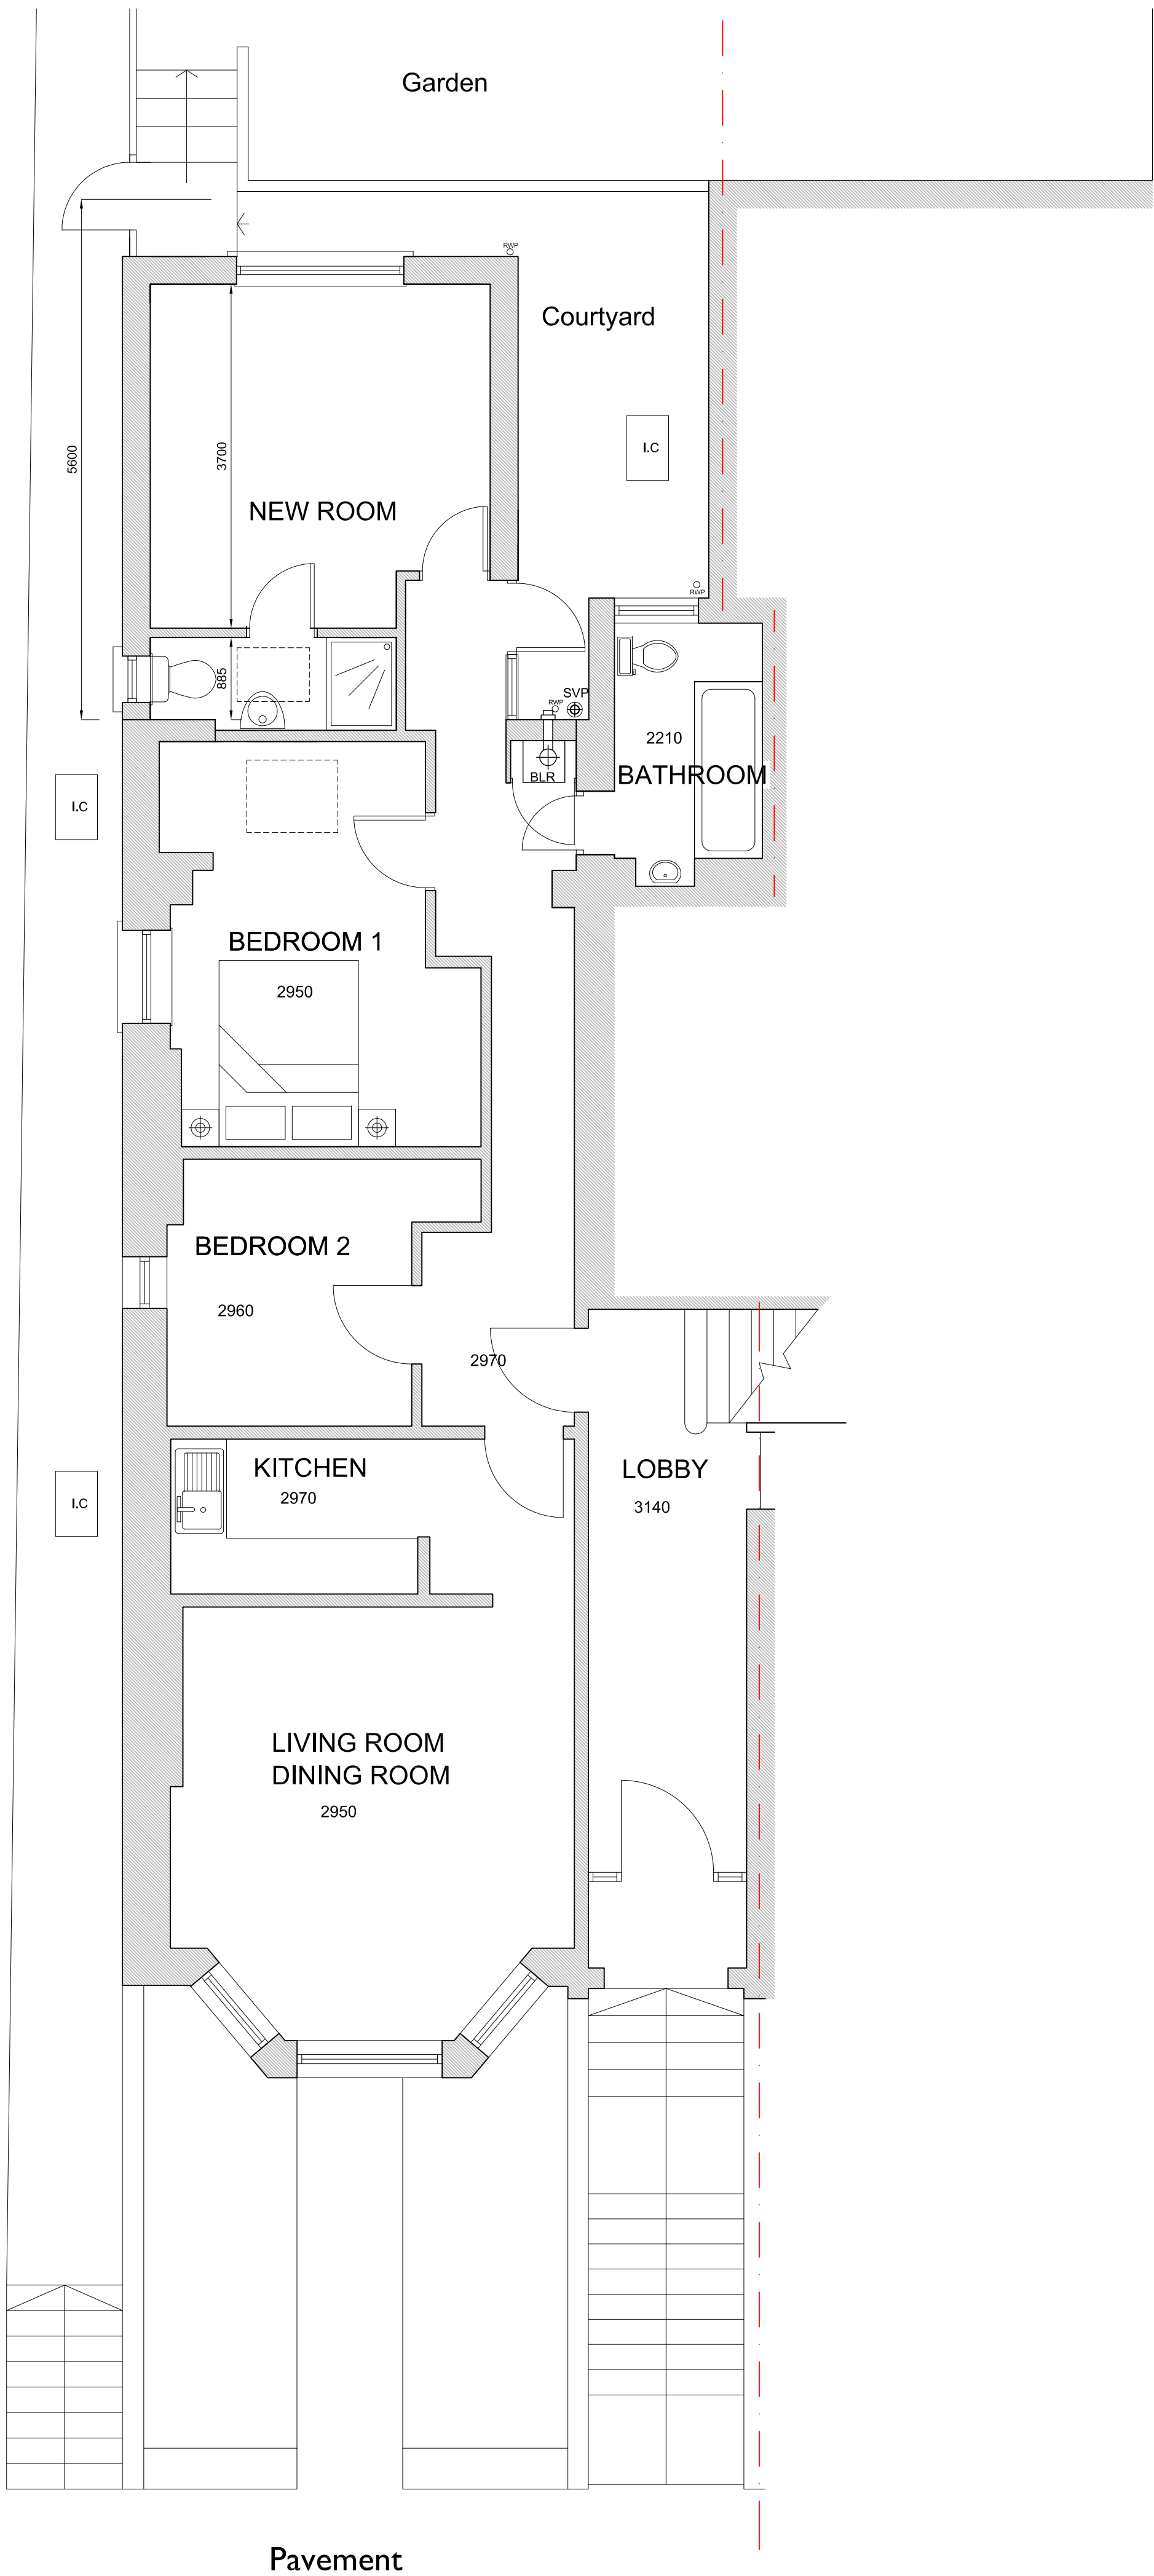 Garden
RWP
Courtyard
I.C
5600
3700
NEW ROOM
RWP
885
SVP
RWP
2210
BATHROOM
BLR
I.C
BEDROOM 1
2950
BEDROOM 2
2960
2970
KITCHEN
2970
LOBBY
3140
I.C
LIVING ROOM
DINING ROOM
2950
Pavement